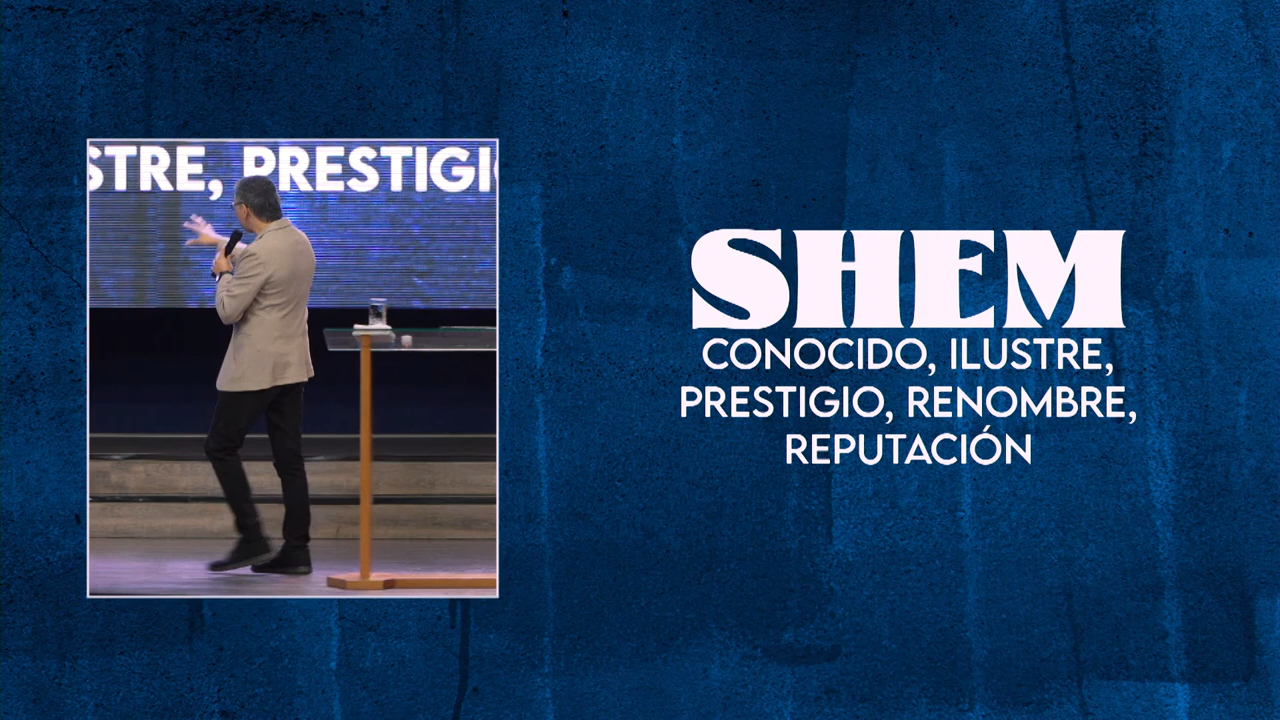 STRE, PRESTIGI
SHEM
CONOCIDO, ILUSTRE,
PRESTIGIO, RENOMBRE,
REPUTACIÓN